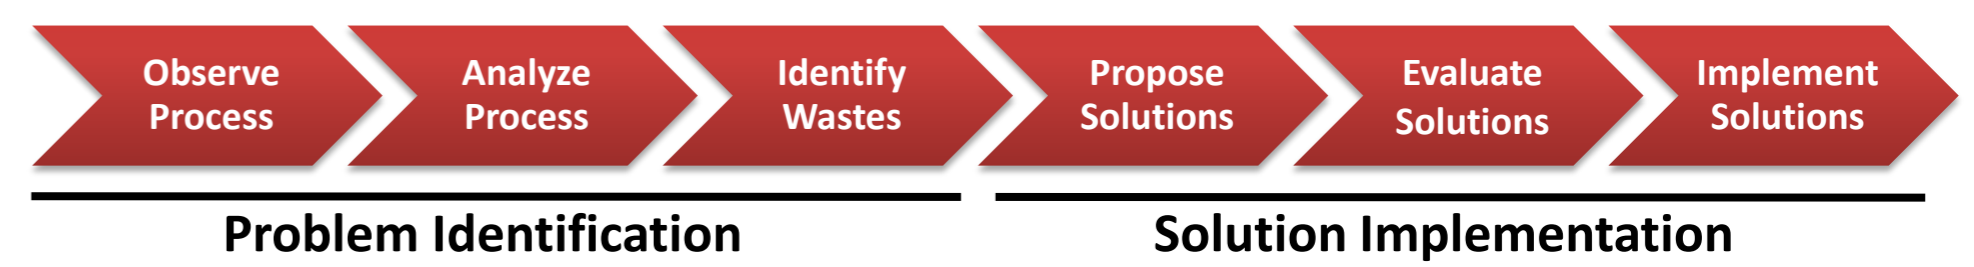 Observe
Process
Analyze
Process
Identify
Wastes
Propose
Solutions
Evaluate
Solutions
Implement
Solutions
Problem Identification
Solution Implementation